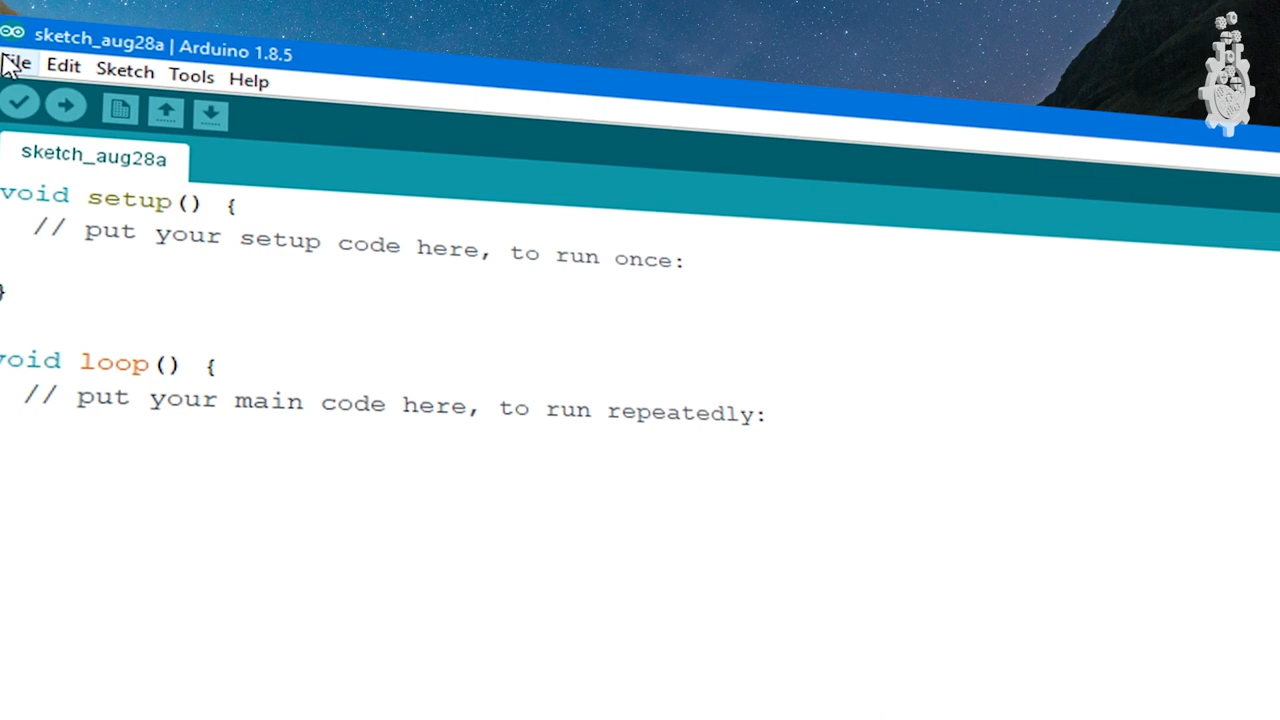 sketch_aug28a | Arduino 1.8.5
File Edit Sketch Tools Help
sketch_aug28a
void setup() {
// put your setup code here, to run once:
}
void loop() {
// put your main code here, to run repeatedly: